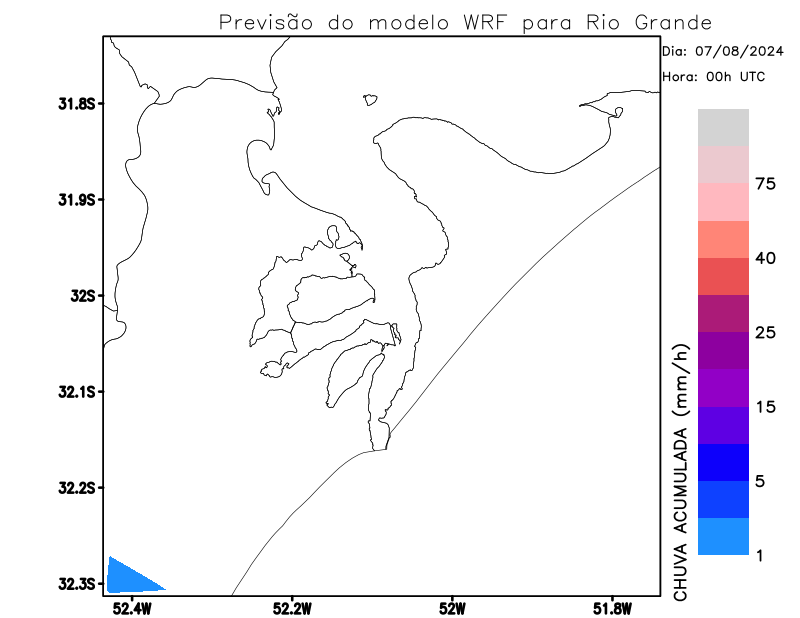 Previsão do modelo WRF para Rio Grande
Dia: 07/08/2024
Hora: 00h UTC
31.8S
31.9S
32S
32.1S
32.2S
32.3S
52.4W
52.2W
52W
51.8W
75
40
25
15
5
1
CHUVA ACUMULADA (mm/h)